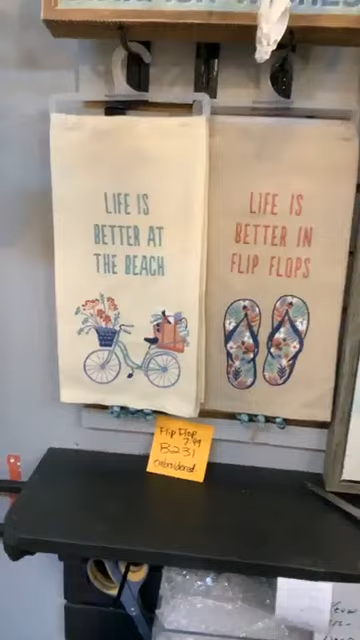 LIFE IS
BETTER AT
THE BEACH
LIFE IS
BETTER IN
FLIP FLOPS
Flip Flop
7.99
B231
embroidered.